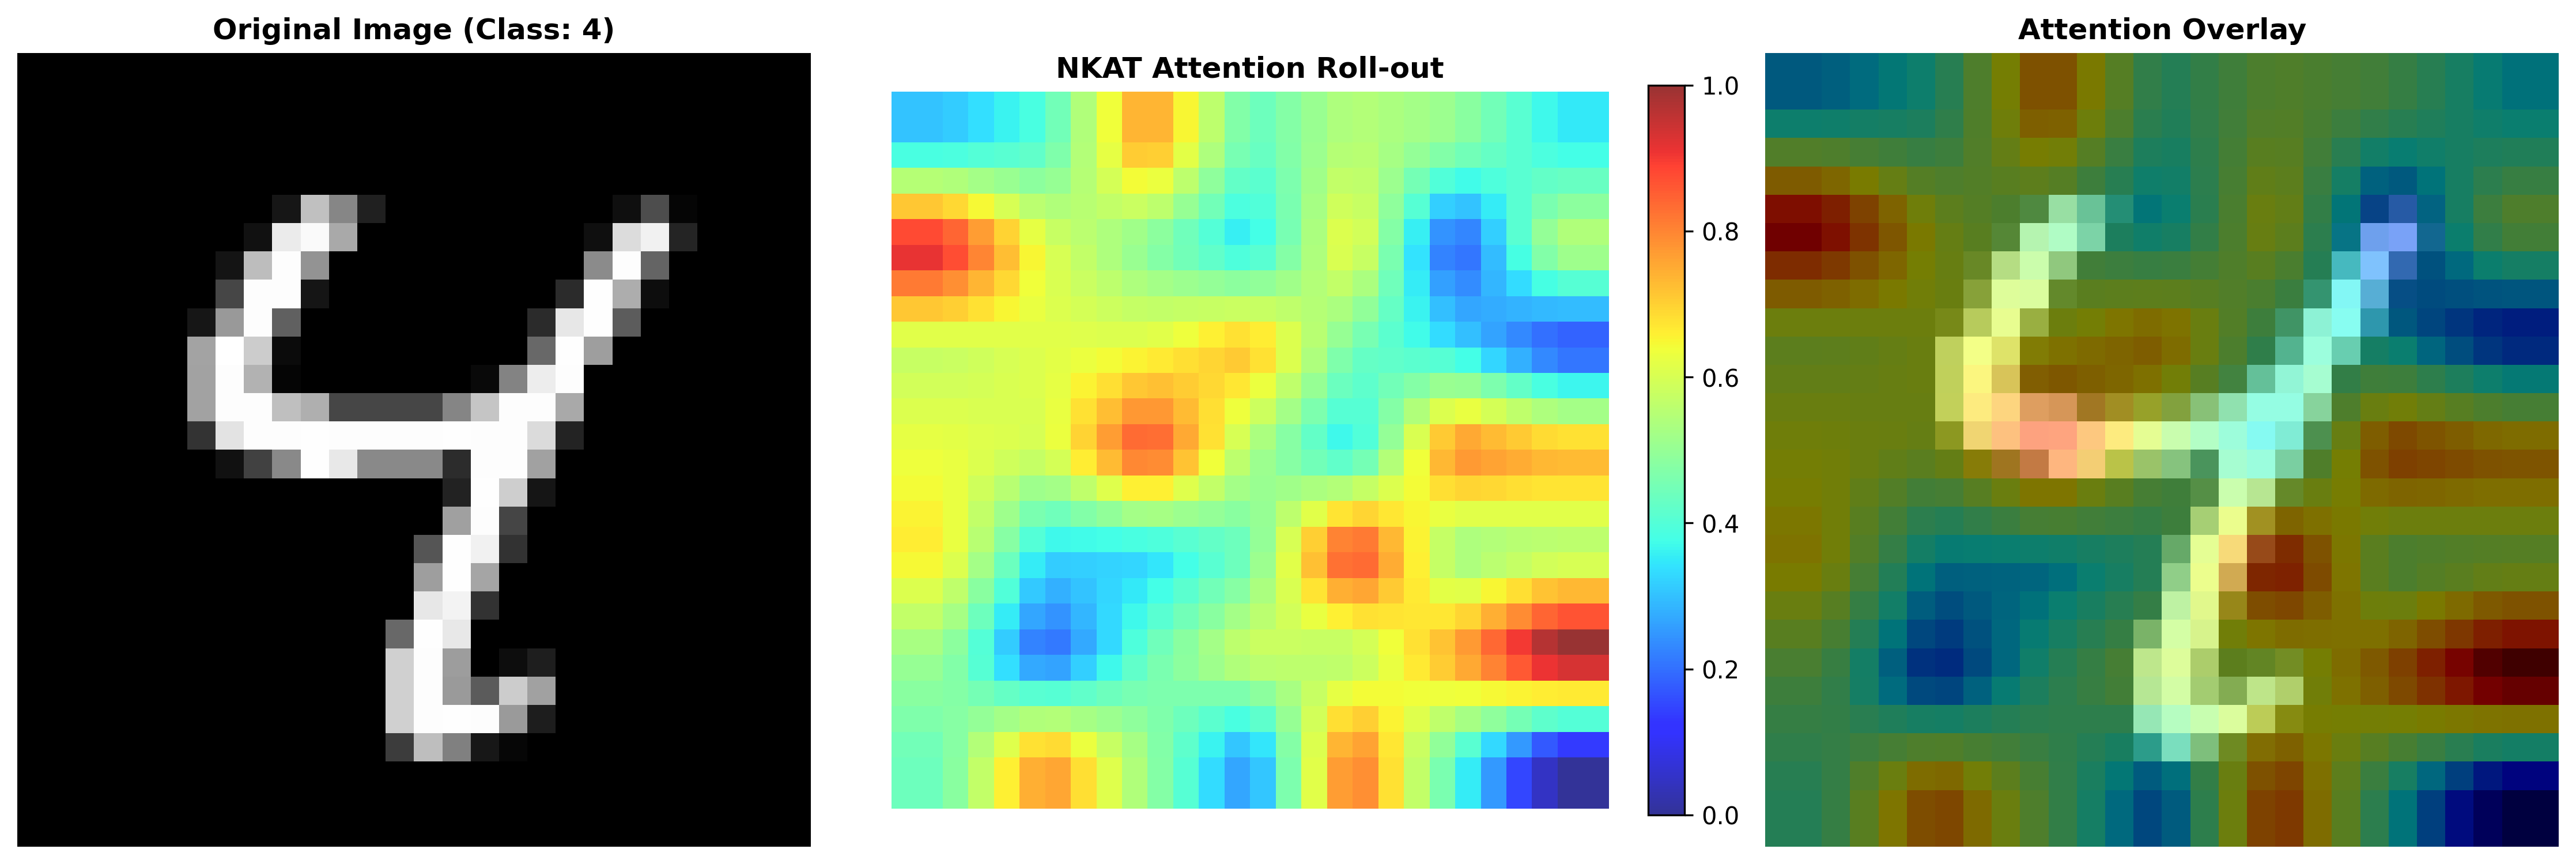 Original Image (Class: 4)
NKAT Attention Roll-out
Attention Overlay
1.0
0.8
0.6
0.4
0.2
0.0
4